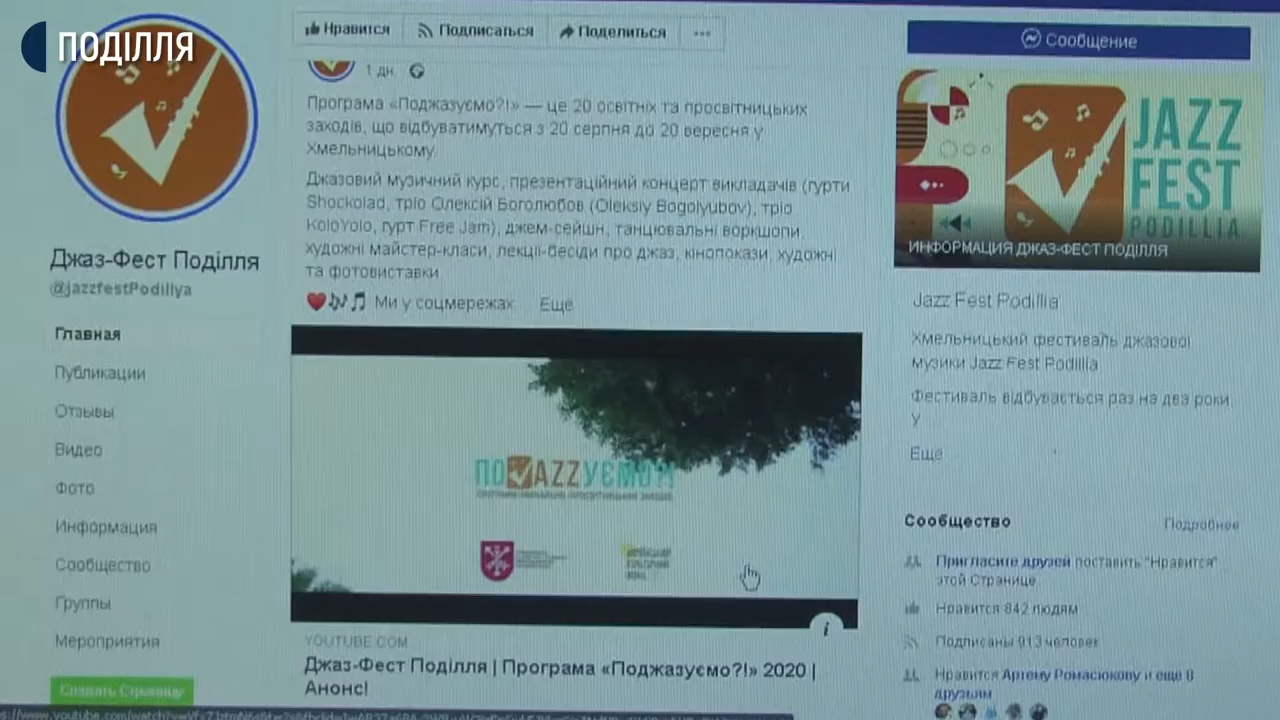 ПОДІЛЛЯ
Джаз-Фест Поділля
@jazzfestPodillya
Главная
Публикации
Отзывы
Видео
Фото
Информация
Сообщество
Группы
Мероприятия
Создать Страницу
Нравится Подписаться Поделиться ...
1 дн.
Програма «Поджазуємо?!» — це 20 освітніх та просвітницьких
заходів, що відбуватимуться з 20 серпня до 20 вересня у
Хмельницькому.
Джазовий музичний курс, презентаційний концерт викладачів (гурти
Shockolad, тріо Олексій Боголюбов (Oleksiy Bogolyubov), тріо
KoloYolo, гурт Free Jam), джем-сейшн, танцювальні воркшопи,
художні майстер-класи, лекції-бесіди про джаз, кінопокази, художні
та фотовиставки.
Ми у соцмережах Ещё
ПОJAZZУЄМО?!
YOUTUBE.COM
Джаз-Фест Поділля | Програма «Поджазуємо?!» 2020 |
Анонс!
Сообщение
JAZZ
FEST
PODILLIA
ИНФОРМАЦИЯ ДЖАЗ-ФЕСТ ПОДІЛЛЯ
Jazz Fest Podillia
Хмельницький фестиваль джазової
музики Jazz Fest Podillia
Фестиваль відбувається раз на два роки
у
Ещё
Сообщество Подробнее
Пригласите друзей поставить "Нравится"
этой Странице
Нравится 842 людям
Подписаны 913 человек
Нравится Артему Ромасюкову и ещё 8
друзьям